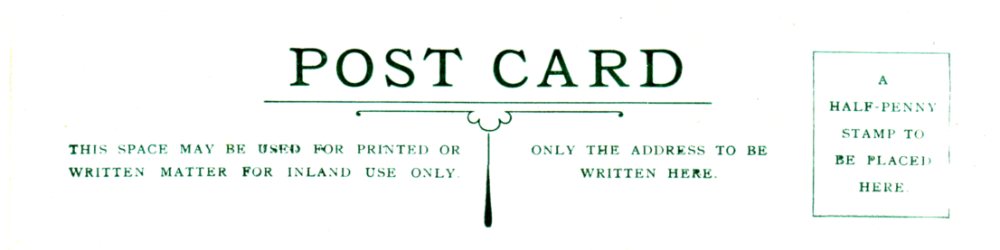 POST CARD
THIS SPACE MAY BE USED FOR PRINTED OR
WRITTEN MATTER FOR INLAND USE ONLY.
ONLY THE ADDRESS TO BE
WRITTEN HERE.
A
HALF-PENNY
STAMP TO
BE PLACED
HERE.